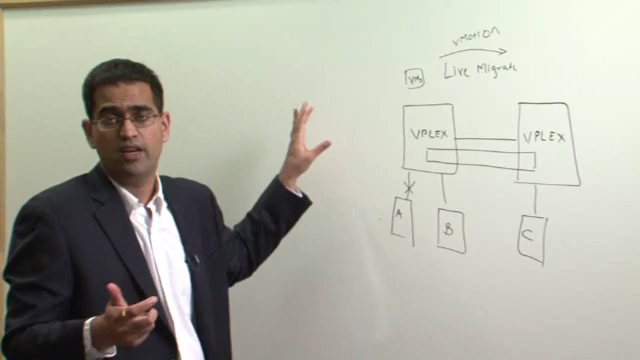 vMotion
Live Migrate
VMs
VPLEX
VPLEX
A
B
C